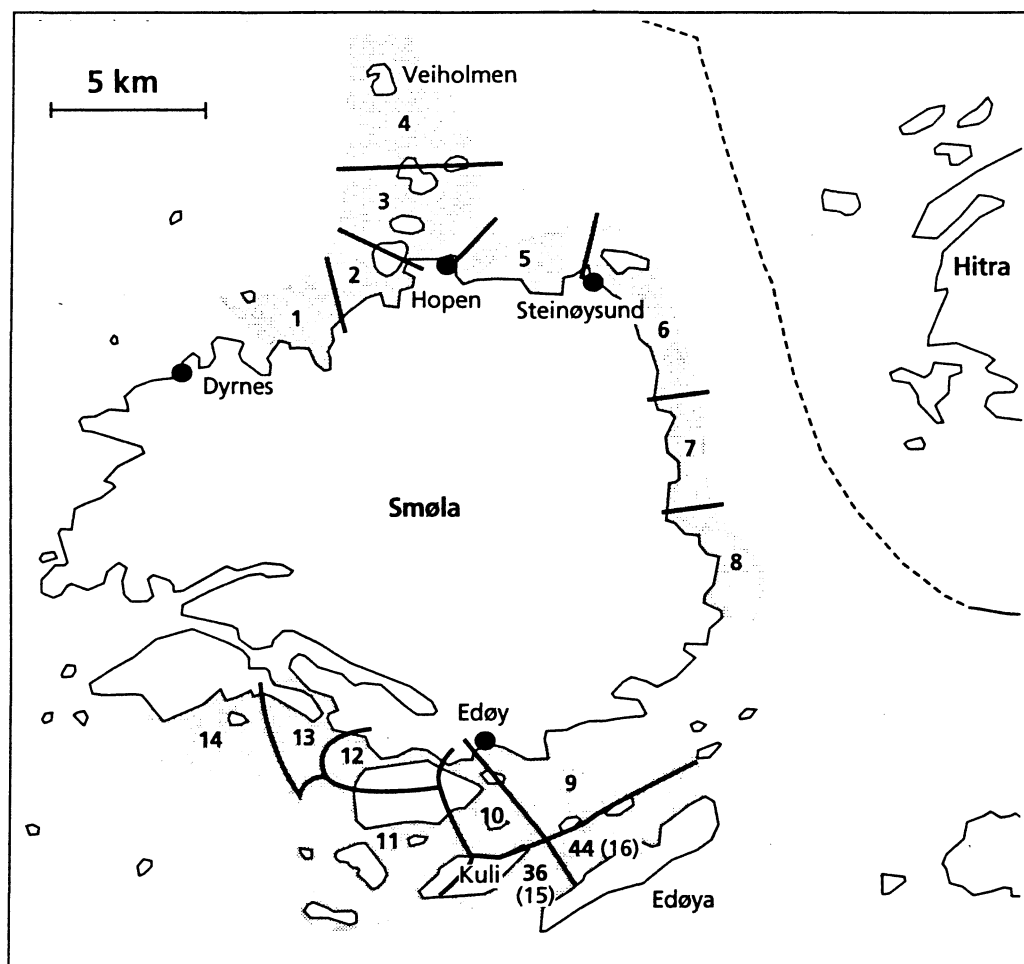 Veiholmen
5 km
4
3
5
Hitra
2
Hopen
Steinøysund
1
6
Dyrnes
7
Smøla
8
Edøy
14
13
12
9
10
11
44 (16)
Kuli
36
(15)
Edøya